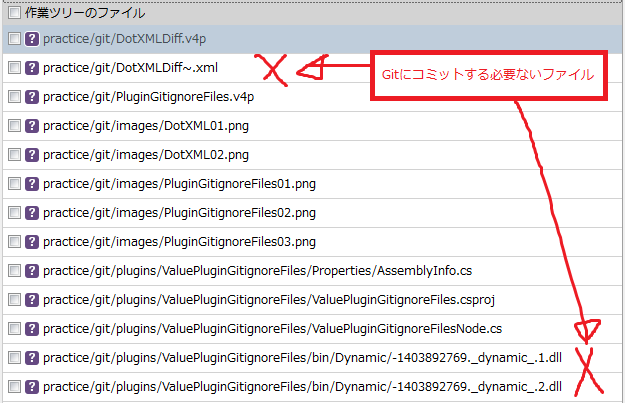 作業ツリーのファイル
? practice/git/DotXMLDiff.v4p
? practice/git/DotXMLDiff~.xml
Gitにコミットする必要ないファイル
? practice/git/PluginGitignoreFiles.v4p
? practice/git/images/DotXML01.png
? practice/git/images/DotXML02.png
? practice/git/images/PluginGitignoreFiles01.png
? practice/git/images/PluginGitignoreFiles02.png
? practice/git/images/PluginGitignoreFiles03.png
? practice/git/plugins/ValuePluginGitignoreFiles/Properties/AssemblyInfo.cs
? practice/git/plugins/ValuePluginGitignoreFiles/ValuePluginGitignoreFiles.csproj
? practice/git/plugins/ValuePluginGitignoreFiles/ValuePluginGitignoreFilesNode.cs
? practice/git/plugins/ValuePluginGitignoreFiles/bin/Dynamic/-1403892769._dynamic_.1.dll
? practice/git/plugins/ValuePluginGitignoreFiles/bin/Dynamic/-1403892769._dynamic_.2.dll